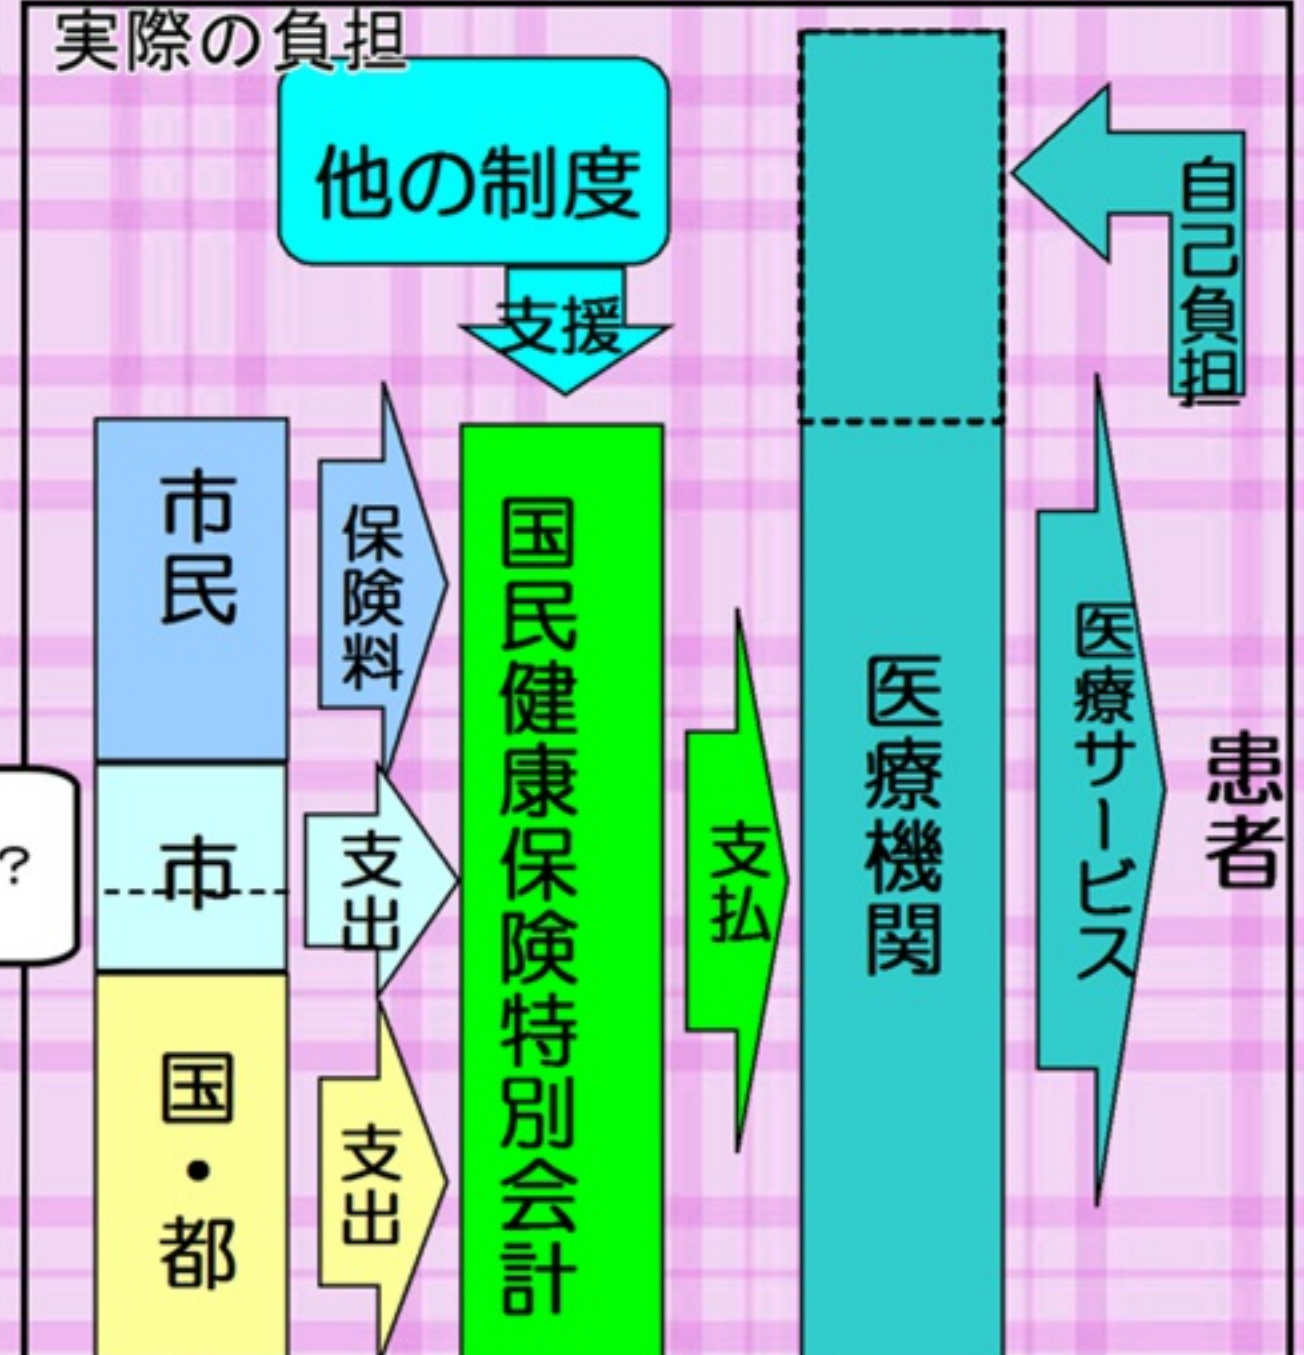 実際の負担
他の制度
支援
自己負担
市民
保険料
国民健康保険特別会計
支払
医療機関
医療サービス
患者
?
市
支出
国・都
支出